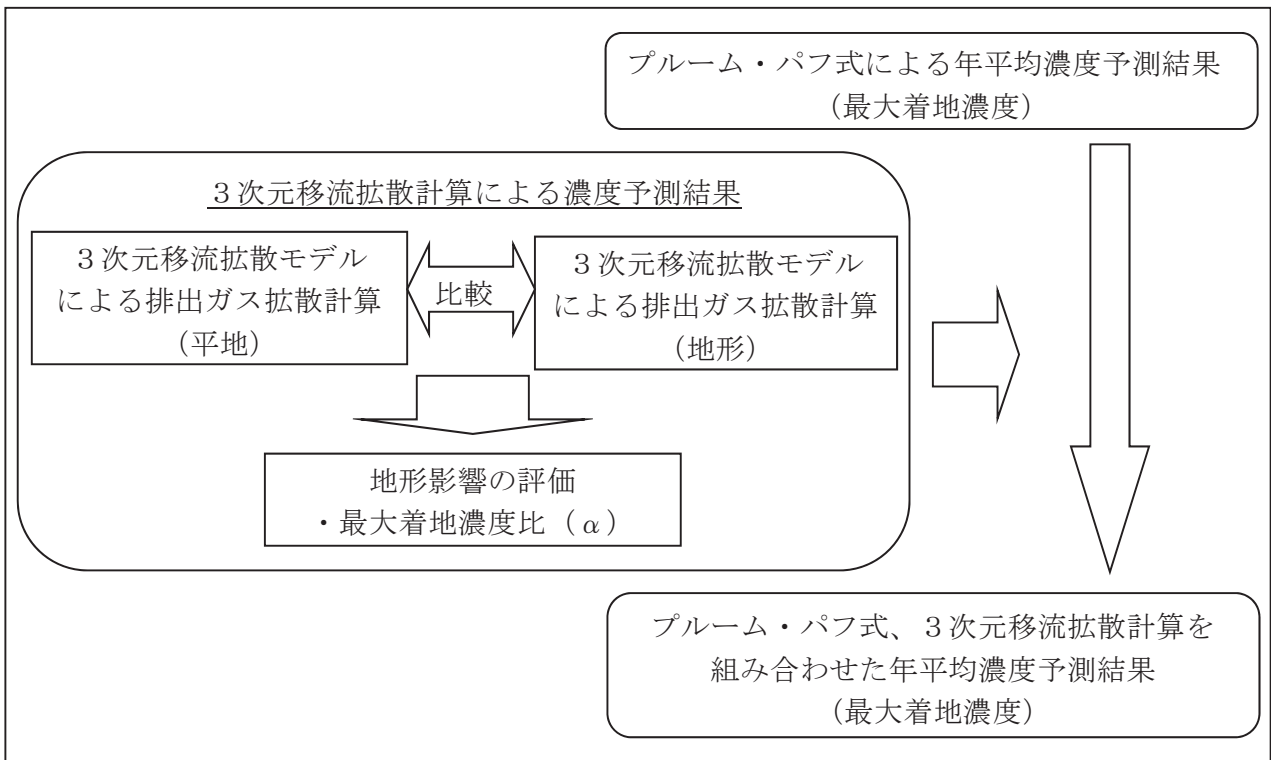 プルーム・パフ式による年平均濃度予測結果
（最大着地濃度）
３次元移流拡散計算による濃度予測結果
３次元移流拡散モデル
による排出ガス拡散計算
（平地）
比較
３次元移流拡散モデル
による排出ガス拡散計算
（地形）
地形影響の評価
・最大着地濃度比（α）
プルーム・パフ式、３次元移流拡散計算を
組み合わせた年平均濃度予測結果
（最大着地濃度）